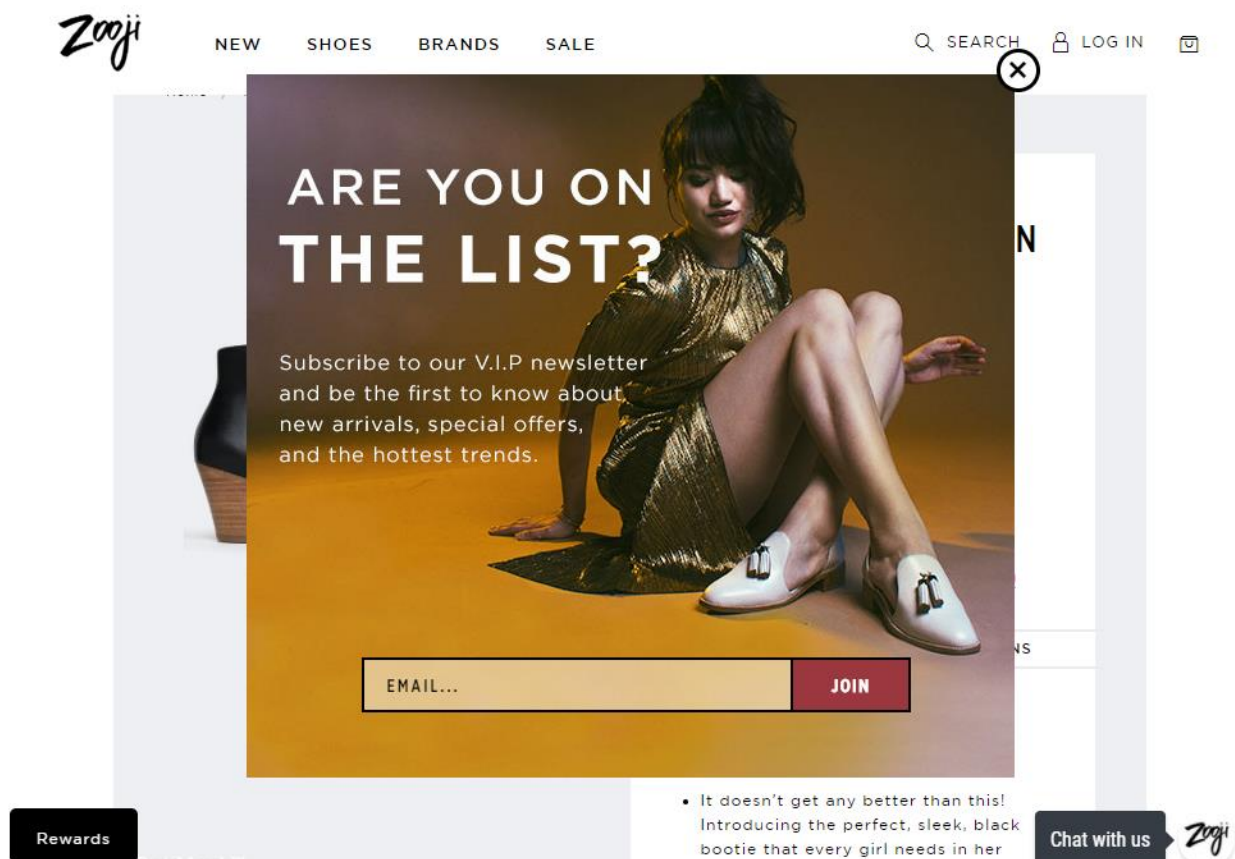 Zooji
NEW SHOES BRANDS SALE
SEARCH LOG IN
ARE YOU ON
THE LIST?
Subscribe to our V.I.P newsletter
and be the first to know about
new arrivals, special offers,
and the hottest trends.
EMAIL...
JOIN
It doesn't get any better than this!
Introducing the perfect, sleek, black
bootie that every girl needs in her
Rewards
Chat with us
Zooji